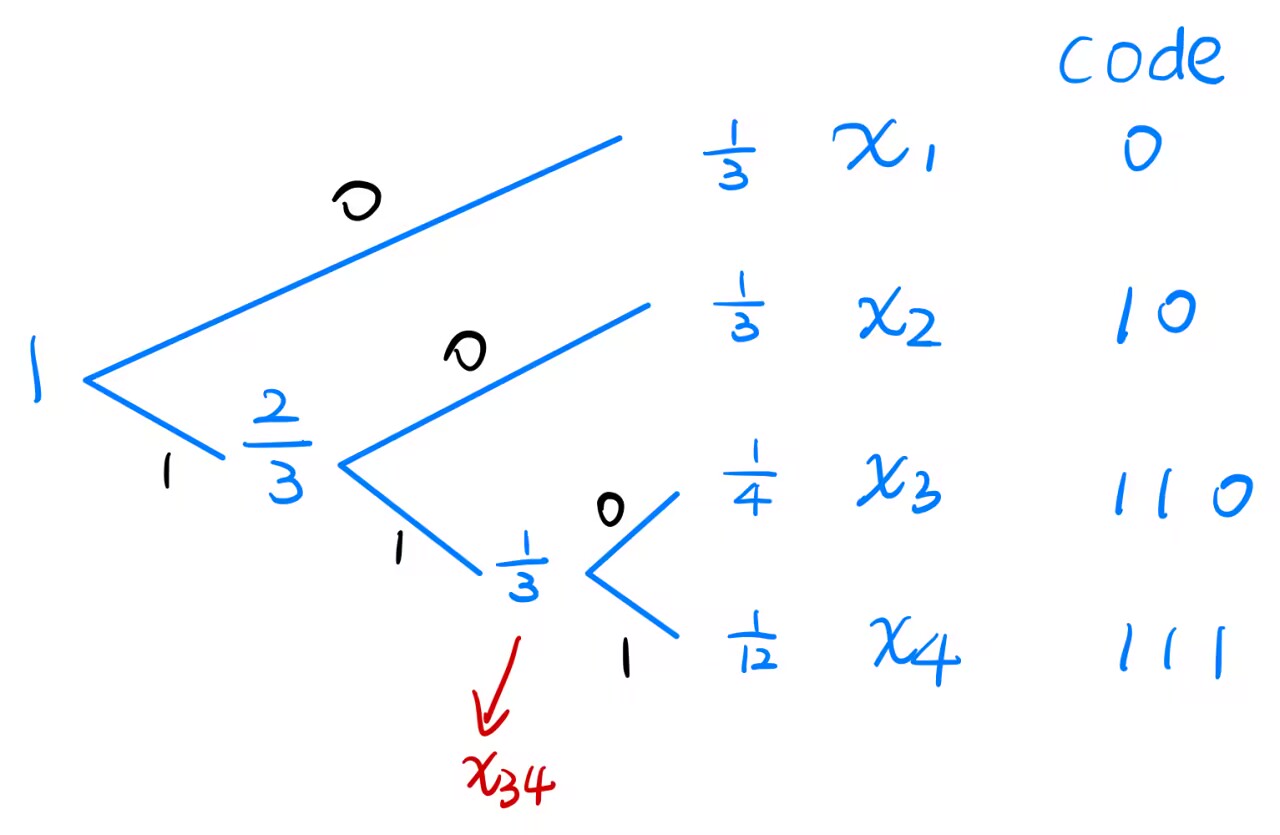 code
0 1/3 x₁ 0
0 1/3 x₂ 10
1 2/3
1 1/3
0 1/4 x₃ 110
1 1/12 x₄ 111
1
x₃₄